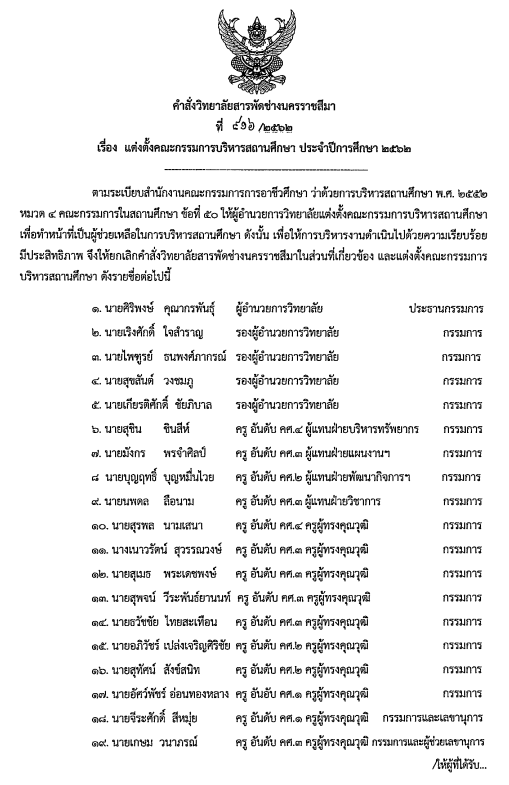 คำสั่งวิทยาลัยสารพัดช่างนครราชสีมา
ที่ ๘๑๖ /๒๕๖๒
เรื่อง แต่งตั้งคณะกรรมการบริหารสถานศึกษา ประจำปีการศึกษา ๒๕๖๒
ตามระเบียบสำนักงานคณะกรรมการการอาชีวศึกษา ว่าด้วยการบริหารสถานศึกษา พ.ศ. ๒๕๕๒
หมวด ๔ คณะกรรมการในสถานศึกษา ข้อที่ ๕๐ ให้ผู้อำนวยการวิทยาลัยแต่งตั้งคณะกรรมการบริหารสถานศึกษา
เพื่อทำหน้าที่เป็นผู้ช่วยเหลือในการบริหารสถานศึกษา ดังนั้น เพื่อให้การบริหารงานดำเนินไปด้วยความเรียบร้อย
มีประสิทธิภาพ จึงให้ยกเลิกคำสั่งวิทยาลัยสารพัดช่างนครราชสีมาในส่วนที่เกี่ยวข้อง และแต่งตั้งคณะกรรมการ
บริหารสถานศึกษา ดังรายชื่อต่อไปนี้
๑. นายศิริพงษ์ คุณากรพันธุ์ ผู้อำนวยการวิทยาลัย ประธานกรรมการ
๒. นายเริงศักดิ์ ใจสำราญ รองผู้อำนวยการวิทยาลัย กรรมการ
๓. นายไพฑูรย์ ธนพงศ์ภากรณ์ รองผู้อำนวยการวิทยาลัย กรรมการ
๔. นายสุขสันต์ วงชมภู รองผู้อำนวยการวิทยาลัย กรรมการ
๕. นายเกียรติศักดิ์ ชัยภิบาล รองผู้อำนวยการวิทยาลัย กรรมการ
๖. นายสุชิน ชินสีห์ ครู อันดับ คศ.๔ ผู้แทนฝ่ายบริหารทรัพยากร กรรมการ
๗. นายมังกร พรจำศิลป์ ครู อันดับ คศ.๓ ผู้แทนฝ่ายแผนงานฯ กรรมการ
๘ นายบุญฤทธิ์ บุญหมื่นไวย ครู อันดับ คศ.๒ ผู้แทนฝ่ายพัฒนากิจการฯ กรรมการ
๙. นายนพดล ลือนาม ครู อันดับ คศ.๓ ผู้แทนฝ่ายวิชาการ กรรมการ
๑๐. นายสุรพล นามเสนา ครู อันดับ คศ.๔ ครูผู้ทรงคุณวุฒิ กรรมการ
๑๑. นางเนาวรัตน์ สุวรรณวงษ์ ครู อันดับ คศ.๓ ครูผู้ทรงคุณวุฒิ กรรมการ
๑๒. นายสุเมธ พระเดชพงษ์ ครู อันดับ คศ.๓ ครูผู้ทรงคุณวุฒิ กรรมการ
๑๓. นายสุพจน์ วีระพันธ์ยานนท์ ครู อันดับ คศ.๓ ครูผู้ทรงคุณวุฒิ กรรมการ
๑๔. นายธวัชชัย ไทยสะเทือน ครู อันดับ คศ.๓ ครูผู้ทรงคุณวุฒิ กรรมการ
๑๕. นายอภิวัชร์ เปล่งเจริญศิริชัย ครู อันดับ คศ.๒ ครูผู้ทรงคุณวุฒิ กรรมการ
๑๖. นายสุทัศน์ สังข์สนิท ครู อันดับ คศ.๒ ครูผู้ทรงคุณวุฒิ กรรมการ
๑๗. นายอัศว์พัชร์ อ่อนทองหลาง ครู อันดับ คศ.๑ ครูผู้ทรงคุณวุฒิ กรรมการ
๑๘. นายจีระศักดิ์ สีหมุ่ย ครู อันดับ คศ.๑ ครูผู้ทรงคุณวุฒิ กรรมการและเลขานุการ
๑๙. นายเกษม วนาภรณ์ ครู อันดับ คศ.๓ ครูผู้ทรงคุณวุฒิ กรรมการและผู้ช่วยเลขานุการ
/ให้ผู้ที่ได้รับ...